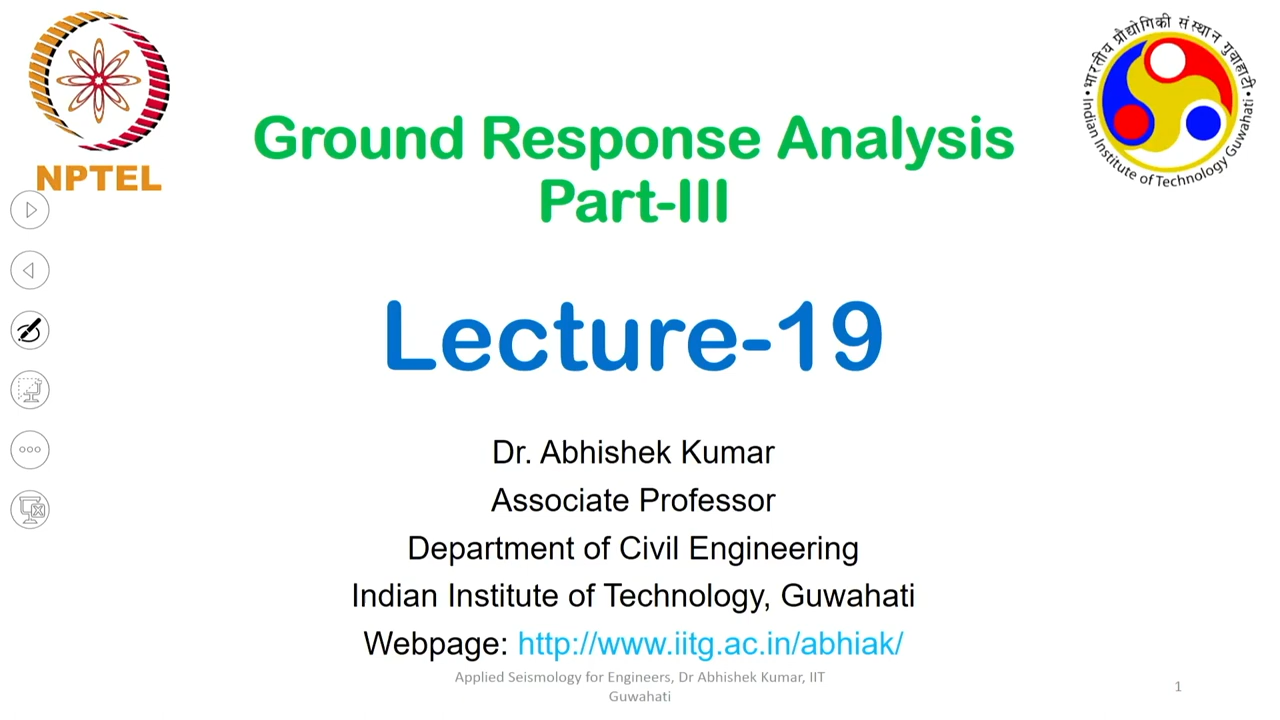 NPTEL
भारतीय प्रौद्योगिकी संस्थान गुवाहाटी
Indian Institute of Technology Guwahati
Ground Response Analysis
Part-III
Lecture-19
Dr. Abhishek Kumar
Associate Professor
Department of Civil Engineering
Indian Institute of Technology, Guwahati
Webpage: http://www.iitg.ac.in/abhiak/
Applied Seismology for Engineers, Dr Abhishek Kumar, IIT
Guwahati
1